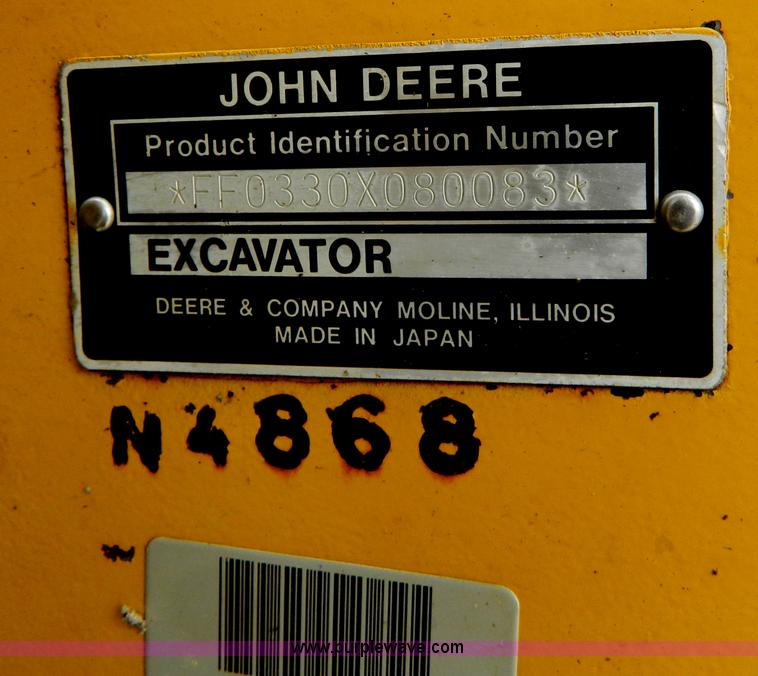 JOHN DEERE
Product Identification Number
*FF0330X080083*
EXCAVATOR
DEERE & COMPANY MOLINE, ILLINOIS
MADE IN JAPAN
N4868
www.purplewave.com